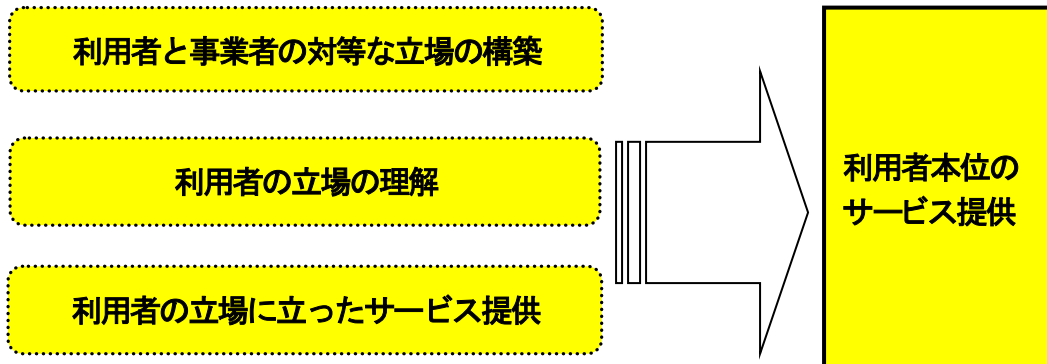 利用者と事業者の対等な立場の構築
利用者の立場の理解
利用者の立場に立ったサービス提供
利用者本位の
サービス提供